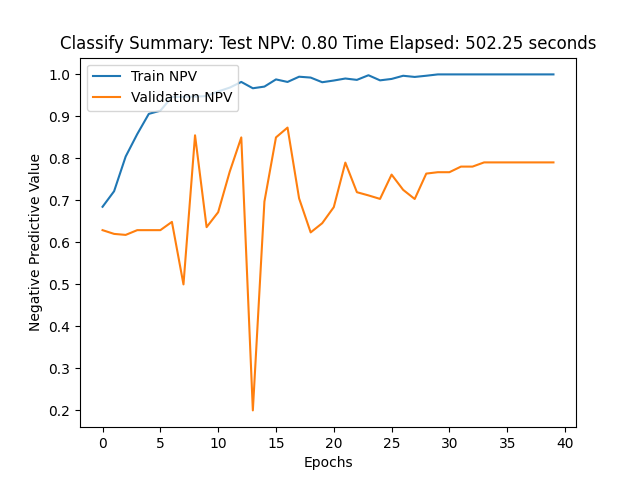 Classify Summary: Test NPV: 0.80 Time Elapsed: 502.25 seconds
Train NPV
Validation NPV
Negative Predictive Value
1.0
0.9
0.8
0.7
0.6
0.5
0.4
0.3
0.2
0 5 10 15 20 25 30 35 40
Epochs